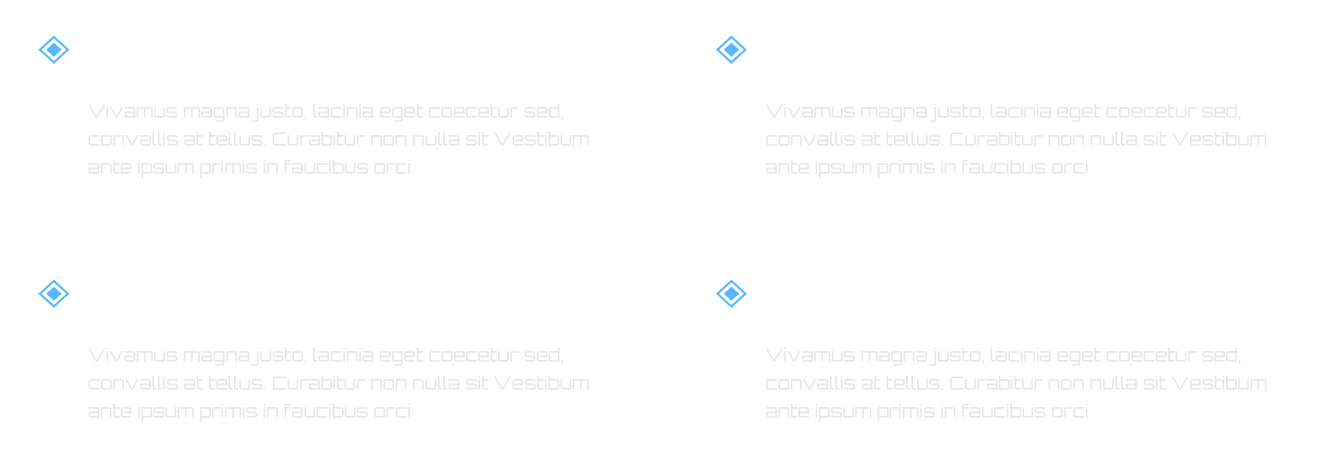 Vivamus magna justo, lacinia eget coecetur sed,
convallis at tellus. Curabitur non nulla sit Vestibum
ante ipsum primis in faucibus orci
Vivamus magna justo, lacinia eget coecetur sed,
convallis at tellus. Curabitur non nulla sit Vestibum
ante ipsum primis in faucibus orci
Vivamus magna justo, lacinia eget coecetur sed,
convallis at tellus. Curabitur non nulla sit Vestibum
ante ipsum primis in faucibus orci
Vivamus magna justo, lacinia eget coecetur sed,
convallis at tellus. Curabitur non nulla sit Vestibum
ante ipsum primis in faucibus orci